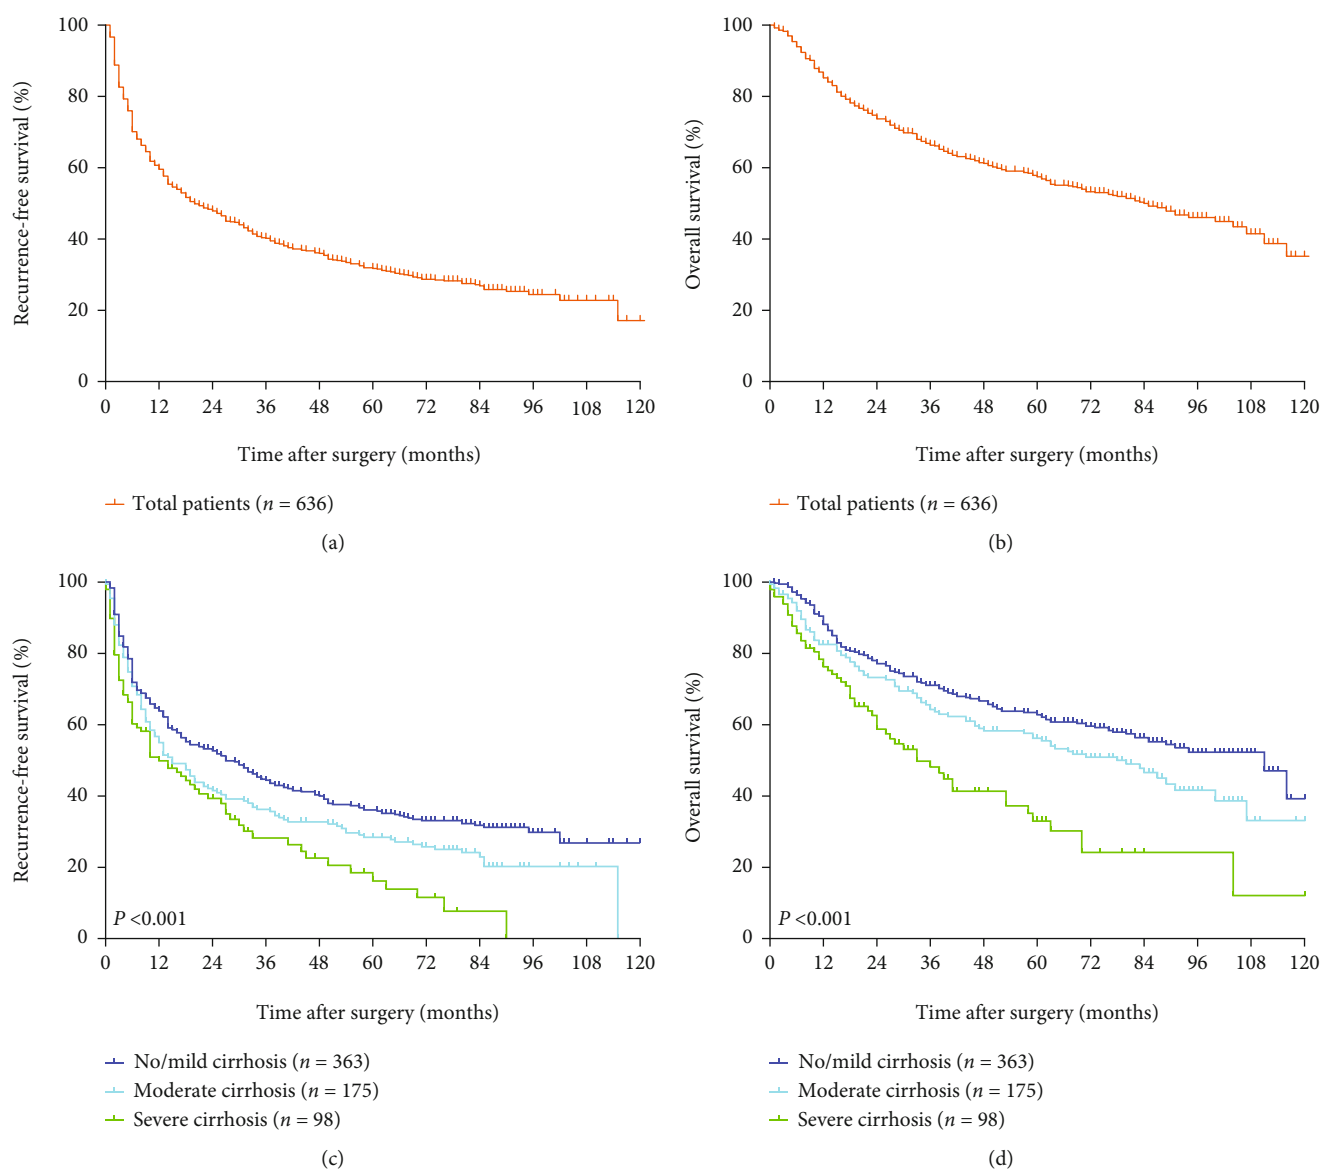 100
80
60
40
20
0
Recurrence-free survival (%)
0 12 24 36 48 60 72 84 96 108 120
Time after surgery (months)
Total patients (n = 636)
(a)
100
80
60
40
20
0
Overall survival (%)
0 12 24 36 48 60 72 84 96 108 120
Time after surgery (months)
Total patients (n = 636)
(b)
100
80
60
40
20
0
Recurrence-free survival (%)
P <0.001
0 12 24 36 48 60 72 84 96 108 120
Time after surgery (months)
No/mild cirrhosis (n = 363)
Moderate cirrhosis (n = 175)
Severe cirrhosis (n = 98)
(c)
100
80
60
40
20
0
Overall survival (%)
P <0.001
0 12 24 36 48 60 72 84 96 108 120
Time after surgery (months)
No/mild cirrhosis (n = 363)
Moderate cirrhosis (n = 175)
Severe cirrhosis (n = 98)
(d)